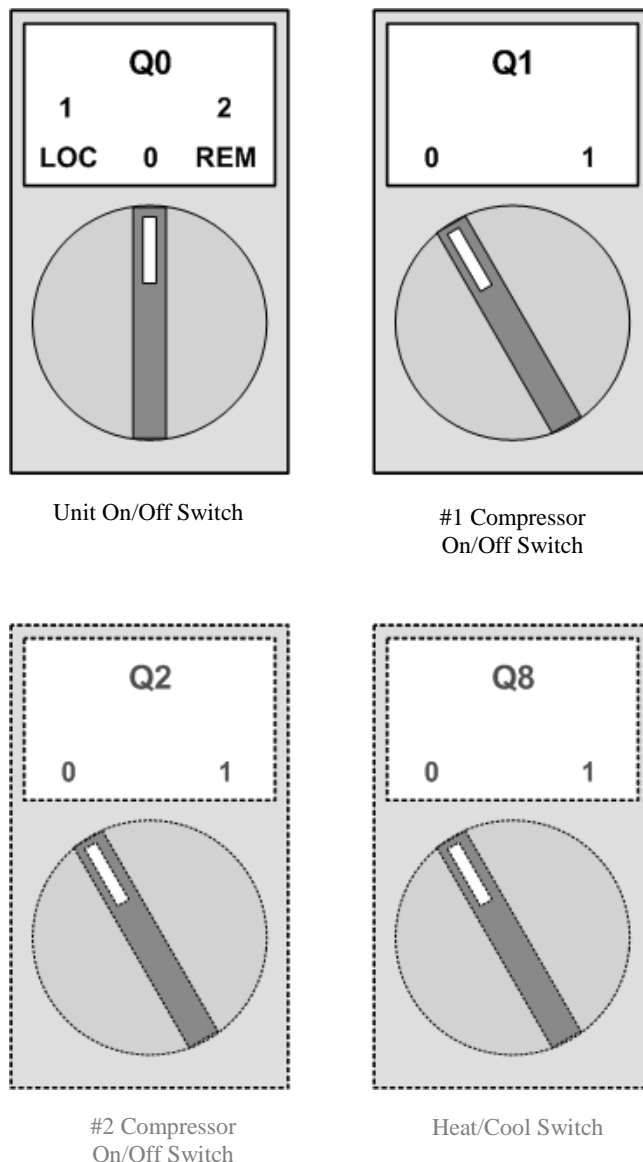 Q0
1 2
LOC 0 REM
Unit On/Off Switch
Q1
0 1
#1 Compressor
On/Off Switch
Q2
0 1
#2 Compressor
On/Off Switch
Q8
0 1
Heat/Cool Switch